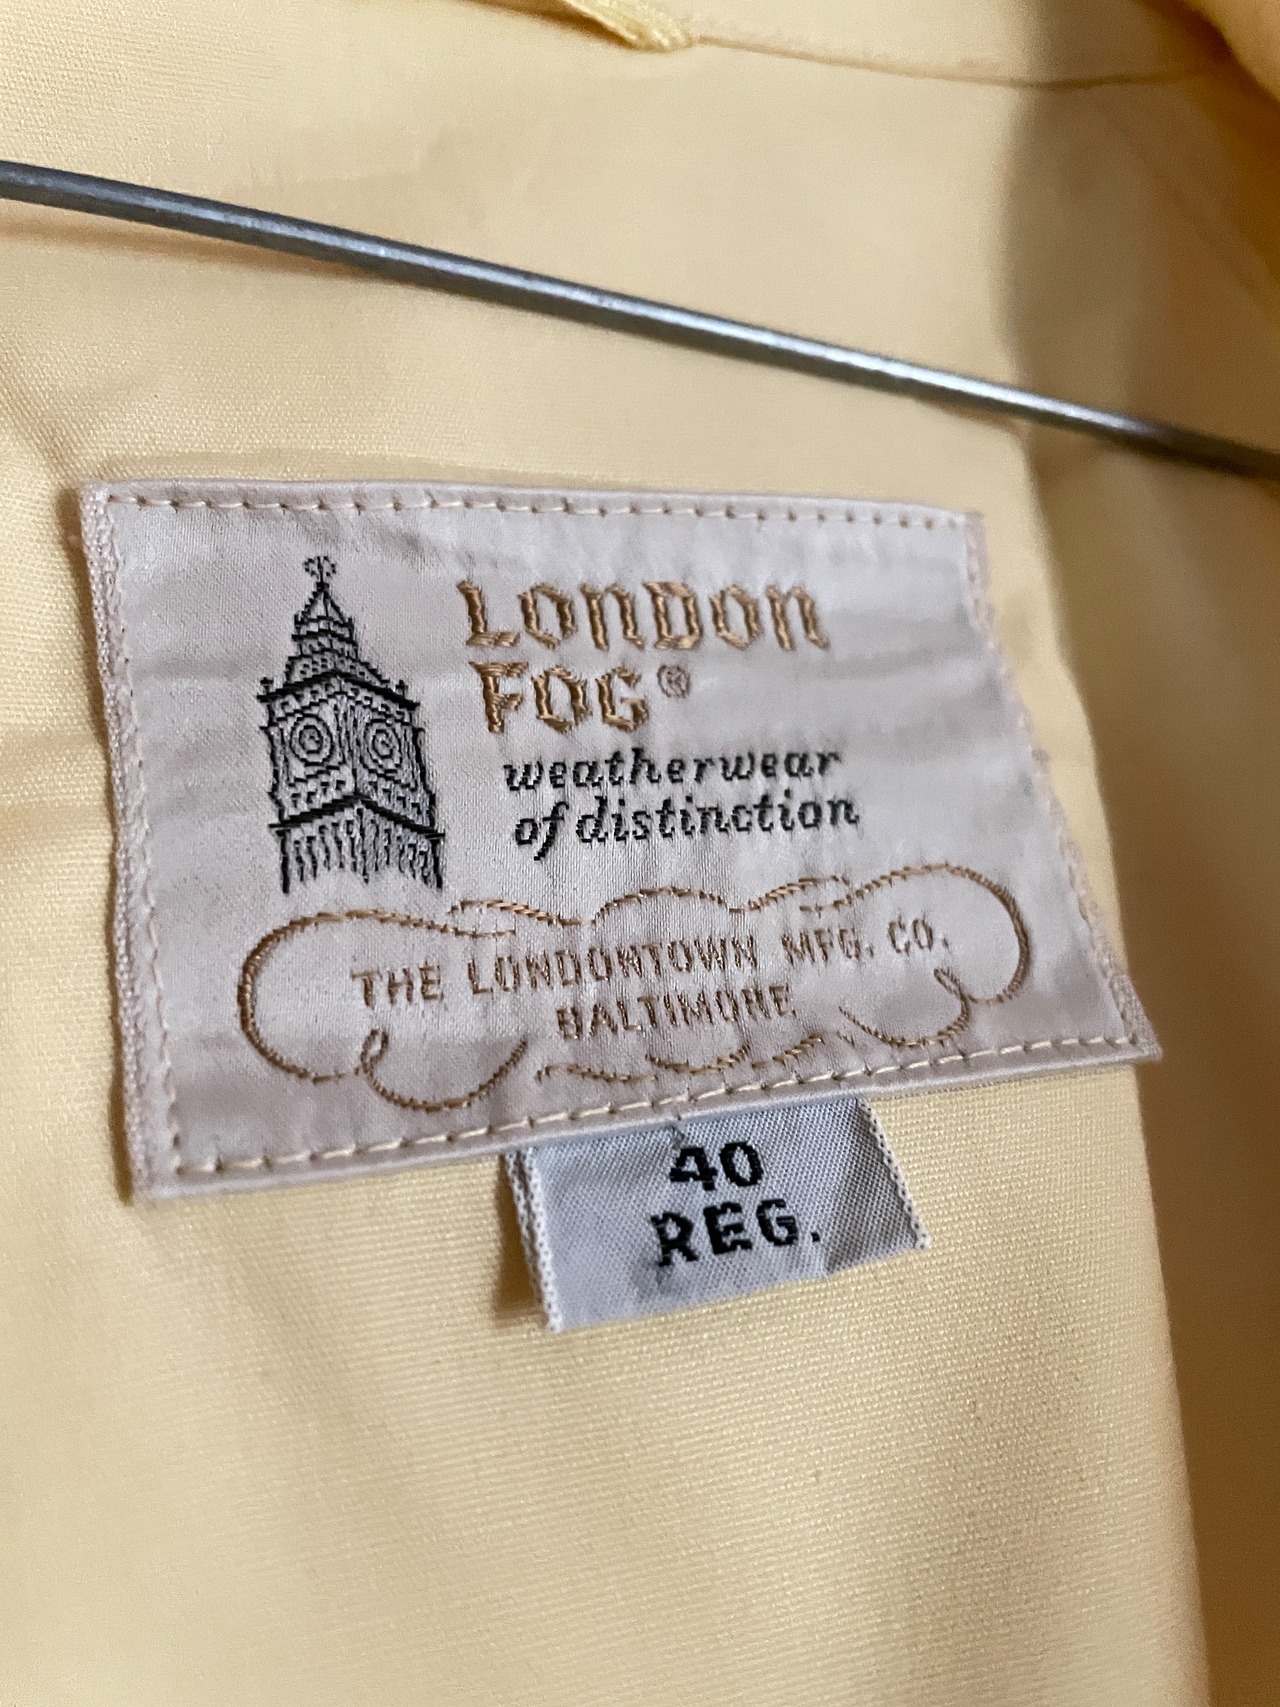 LONDON
FOG®
weatherwear
of distinction
THE LONDONTOWN MFG. CO.
BALTIMORE
40
REG.